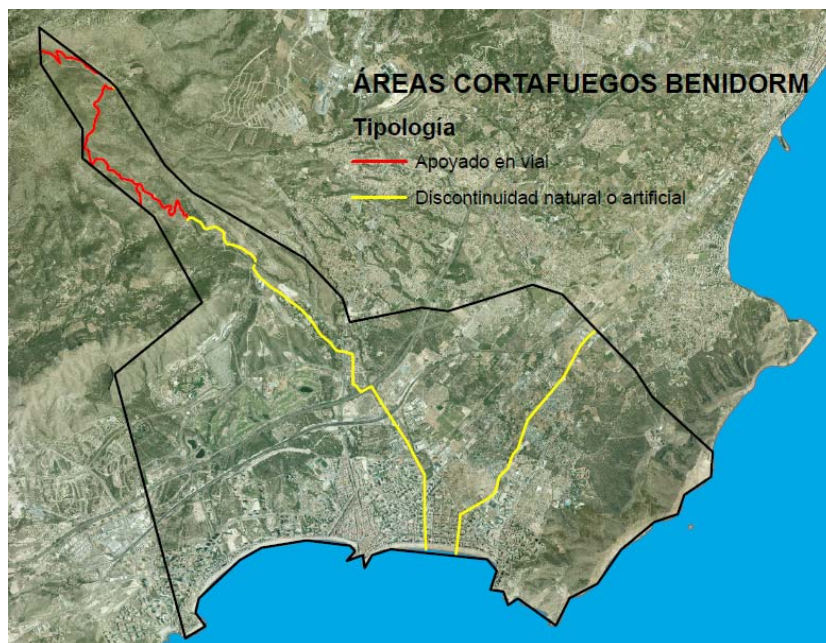 ÁREAS CORTAFUEGOS BENIDORM
Tipología
Apoyado en vial
Discontinuidad natural o artificial